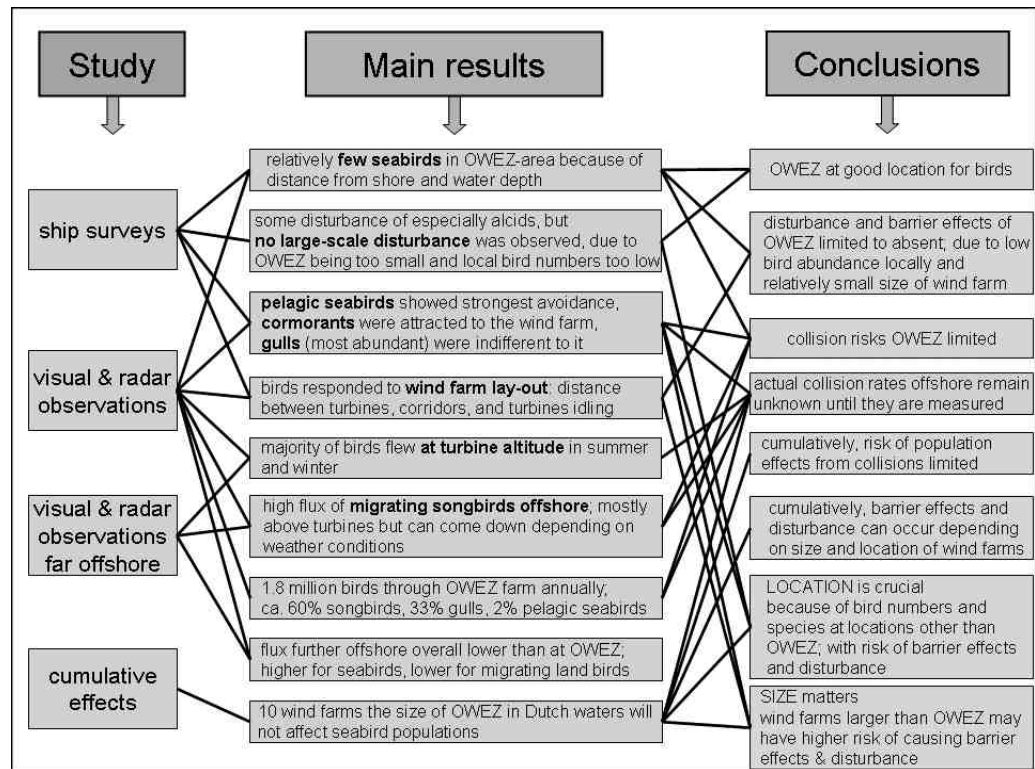 Study
Main results
Conclusions
ship surveys
visual & radar
observations
visual & radar
observations
far offshore
cumulative
effects
relatively few seabirds in OWEZ-area because of
distance from shore and water depth
some disturbance of especially alcids, but
no large-scale disturbance was observed, due to
OWEZ being too small and local bird numbers too low
pelagic seabirds showed strongest avoidance,
cormorants were attracted to the wind farm,
gulls (most abundant) were indifferent to it
birds responded to wind farm lay-out: distance
between turbines, corridors, and turbines idling
majority of birds flew at turbine altitude in summer
and winter
high flux of migrating songbirds offshore; mostly
above turbines but can come down depending on
weather conditions
1.8 million birds through OWEZ farm annually;
ca. 60% songbirds, 33% gulls, 2% pelagic seabirds
flux further offshore overall lower than at OWEZ;
higher for seabirds, lower for migrating land birds
10 wind farms the size of OWEZ in Dutch waters will
not affect seabird populations
OWEZ at good location for birds
disturbance and barrier effects of
OWEZ limited to absent; due to low
bird abundance locally and
relatively small size of wind farm
collision risks OWEZ limited
actual collision rates offshore remain
unknown until they are measured
cumulatively, risk of population
effects from collisions limited
cumulatively, barrier effects and
disturbance can occur depending
on size and location of wind farms
LOCATION is crucial
because of bird numbers and
species at locations other than
OWEZ; with risk of barrier effects
and disturbance
SIZE matters
wind farms larger than OWEZ may
have higher risk of causing barrier
effects & disturbance